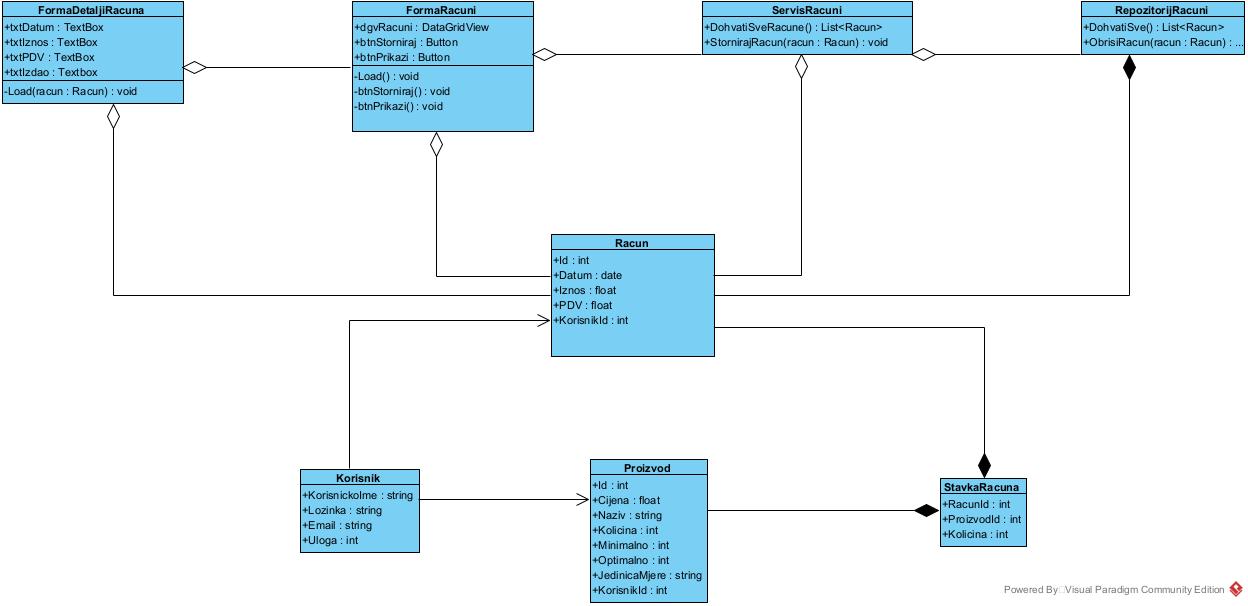 FormaDetaljiRacuna
+txtDatum : TextBox
+txtIznos : TextBox
+txtPDV : TextBox
+txtIzdao : Textbox
-Load(racun : Racun) : void
FormaRacuni
+dgvRacuni : DataGridView
+btnStorniraj : Button
+btnPrikazi : Button
-Load() : void
-btnStorniraj() : void
-btnPrikazi() : void
ServisRacuni
+DohvatiSveRacune() : List<Racun>
+StornirajRacun(racun : Racun) : void
RepozitorijRacuni
+DohvatiSve() : List<Racun>
+ObrisiRacun(racun : Racun) : ...
Racun
+Id : int
+Datum : date
+Iznos : float
+PDV : float
+KorisnikId : int
Korisnik
+KorisnickoIme : string
+Lozinka : string
+Email : string
+Uloga : int
Proizvod
+Id : int
+Cijena : float
+Naziv : string
+Kolicina : int
+Minimalno : int
+Optimalno : int
+JedinicaMjere : string
+KorisnikId : int
StavkaRacuna
+RacunId : int
+ProizvodId : int
+Kolicina : int
Powered By Visual Paradigm Community Edition